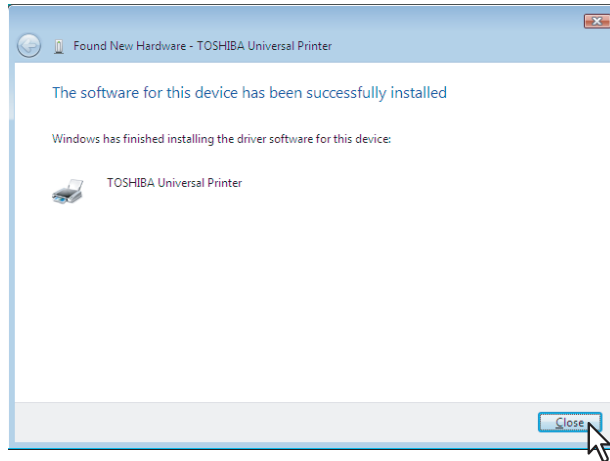 Found New Hardware - TOSHIBA Universal Printer
The software for this device has been successfully installed
Windows has finished installing the driver software for this device:
TOSHIBA Universal Printer
Close